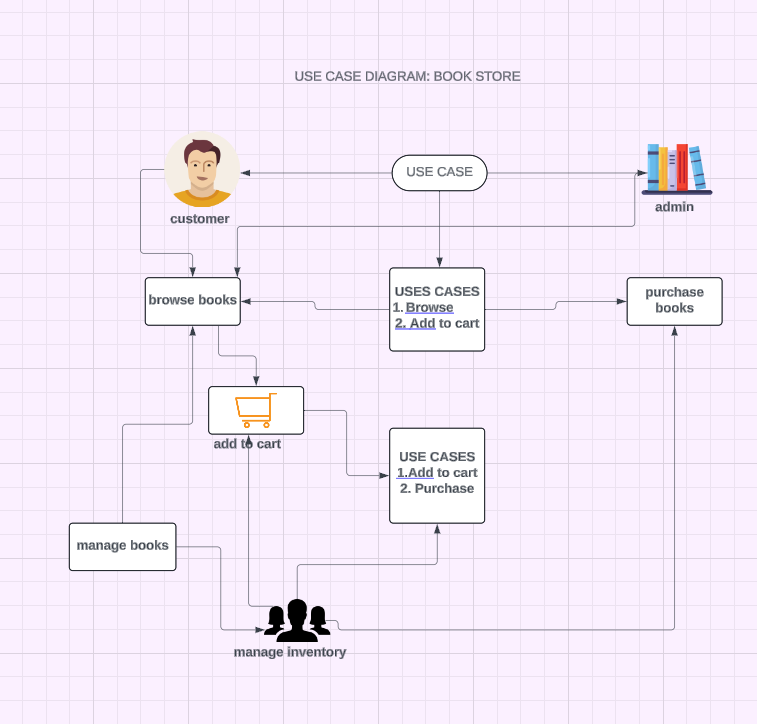 USE CASE DIAGRAM: BOOK STORE
USE CASE
customer
admin
browse books
USES CASES
1. Browse
2. Add to cart
purchase
books
add to cart
USE CASES
1.Add to cart
2. Purchase
manage books
manage inventory